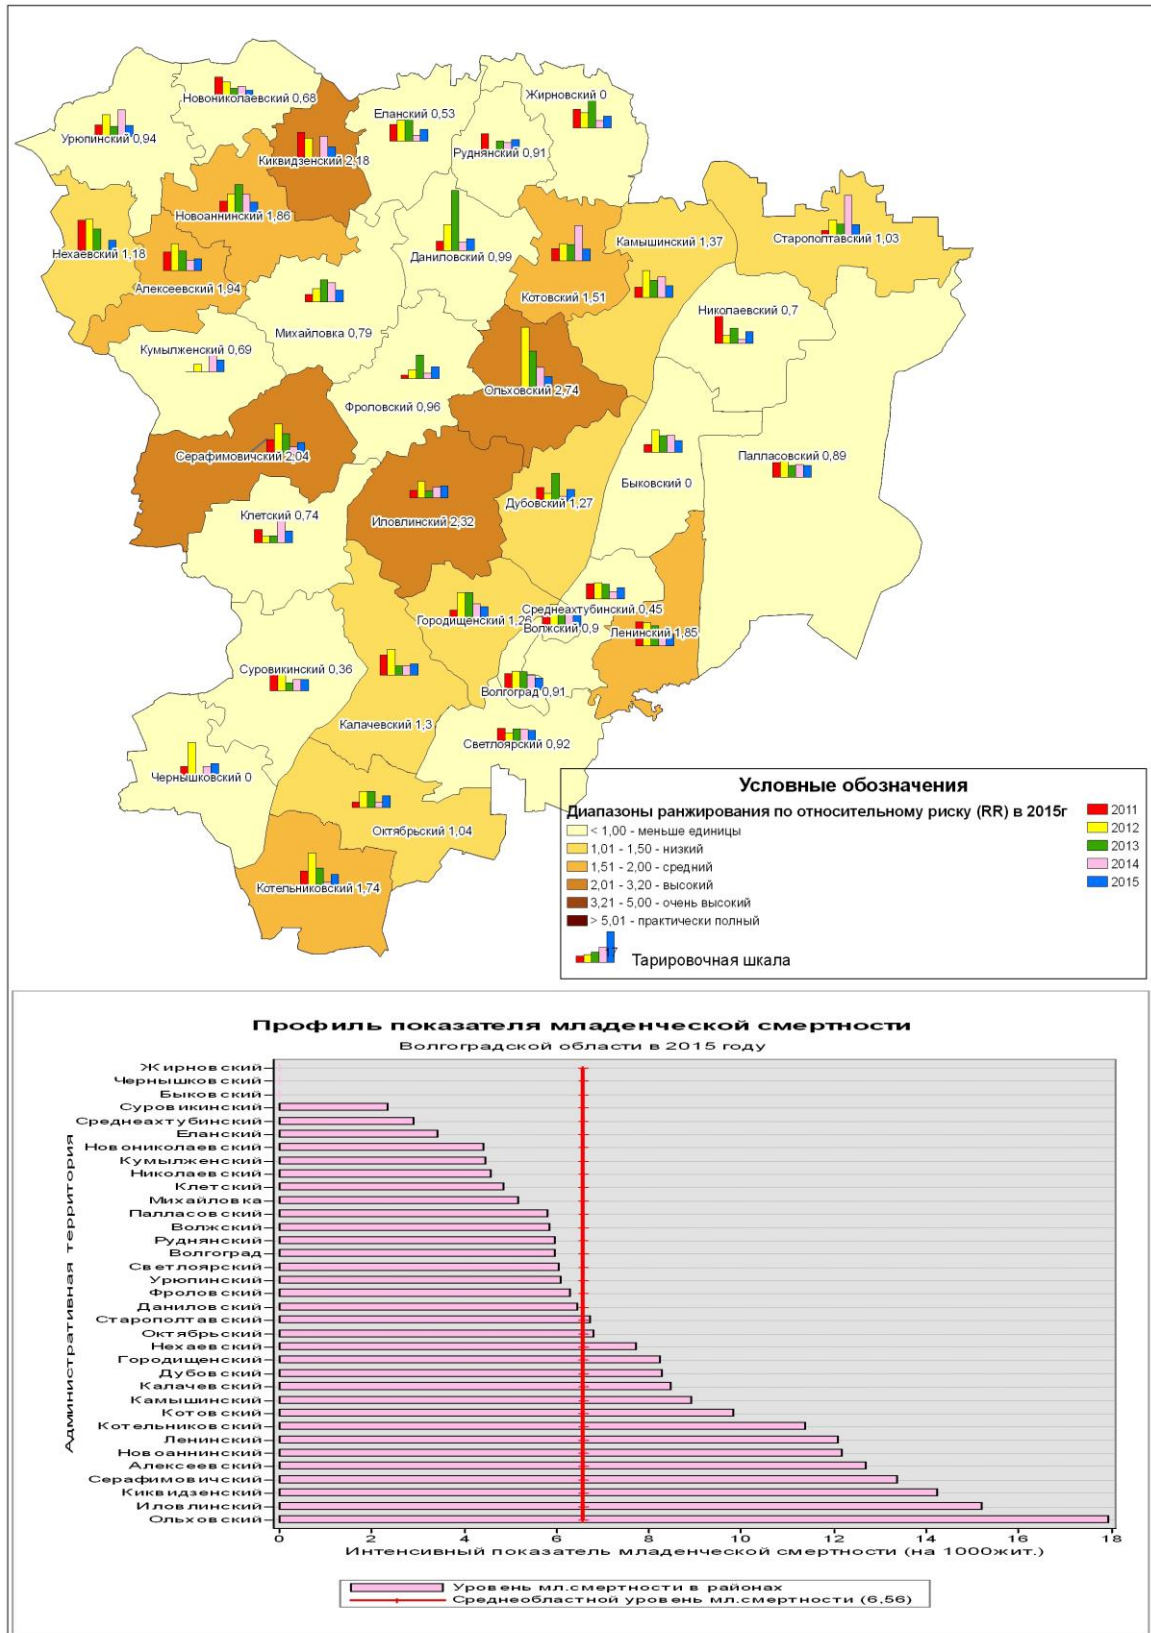 Новониколаевский 0,68
Урюпинский 0,94
Киквидзенский 2,18
Еланский 0,53
Жирновский 0
Руднянский 0,91
Новоаннинский 1,86
Нехаевский 1,18
Алексеевский 1,94
Даниловский 0,99
Котовский 1,51
Камышинский 1,37
Старополтавский 1,03
Михайловка 0,79
Николаевский 0,7
Кумылженский 0,69
Фроловский 0,96
Ольховский 2,74
Серафимовичский 2,04
Палласовский 0,89
Быковский 0
Дубовский 1,27
Клетский 0,74
Иловлинский 2,32
Среднеахтубинский 0,45
Городищенский 1,26
Волжский 0,9
Ленинский 1,85
Суровикинский 0,36
Волгоград 0,91
Калачевский 1,3
Светлоярский 0,92
Чернышковский 0
Октябрьский 1,04
Котельниковский 1,74
Условные обозначения
Диапазоны ранжирования по относительному риску (RR) в 2015г
< 1,00 - меньше единицы
1,01 - 1,50 - низкий
1,51 - 2,00 - средний
2,01 - 3,20 - высокий
3,21 - 5,00 - очень высокий
> 5,01 - практически полный
2011
2012
2013
2014
2015
17
Тарировочная шкала
Профиль показателя младенческой смертности
Волгоградской области в 2015 году
Административная территория
Жирновский
Чернышковский
Быковский
Суровикинский
Среднеахтубинский
Еланский
Новониколаевский
Кумылженский
Николаевский
Клетский
Михайловка
Палласовский
Волжский
Руднянский
Волгоград
Светлоярский
Урюпинский
Фроловский
Даниловский
Старополтавский
Октябрьский
Нехаевский
Городищенский
Дубовский
Калачевский
Камышинский
Котовский
Котельниковский
Ленинский
Новоаннинский
Алексеевский
Серафимовичский
Киквидзенский
Иловлинский
Ольховский
0 2 4 6 8 10 12 14 16 18
Интенсивный показатель младенческой смертности (на 1000жит.)
Уровень мл.смертности в районах
Среднеобластной уровень мл.смертности (6,56)